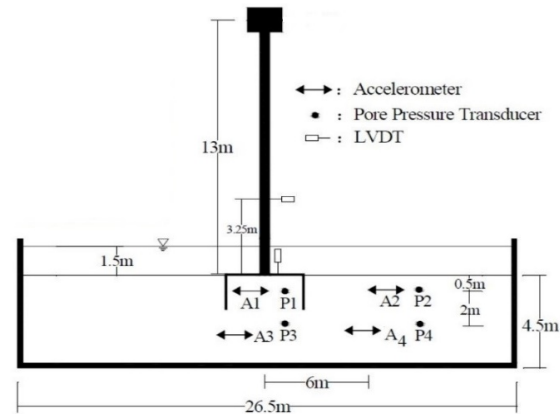 : Accelerometer
: Pore Pressure Transducer
: LVDT
13m
3.25m
1.5m
0.5m
A1 P1 A2 P2
2m
4.5m
A3 P3 A4 P4
6m
26.5m